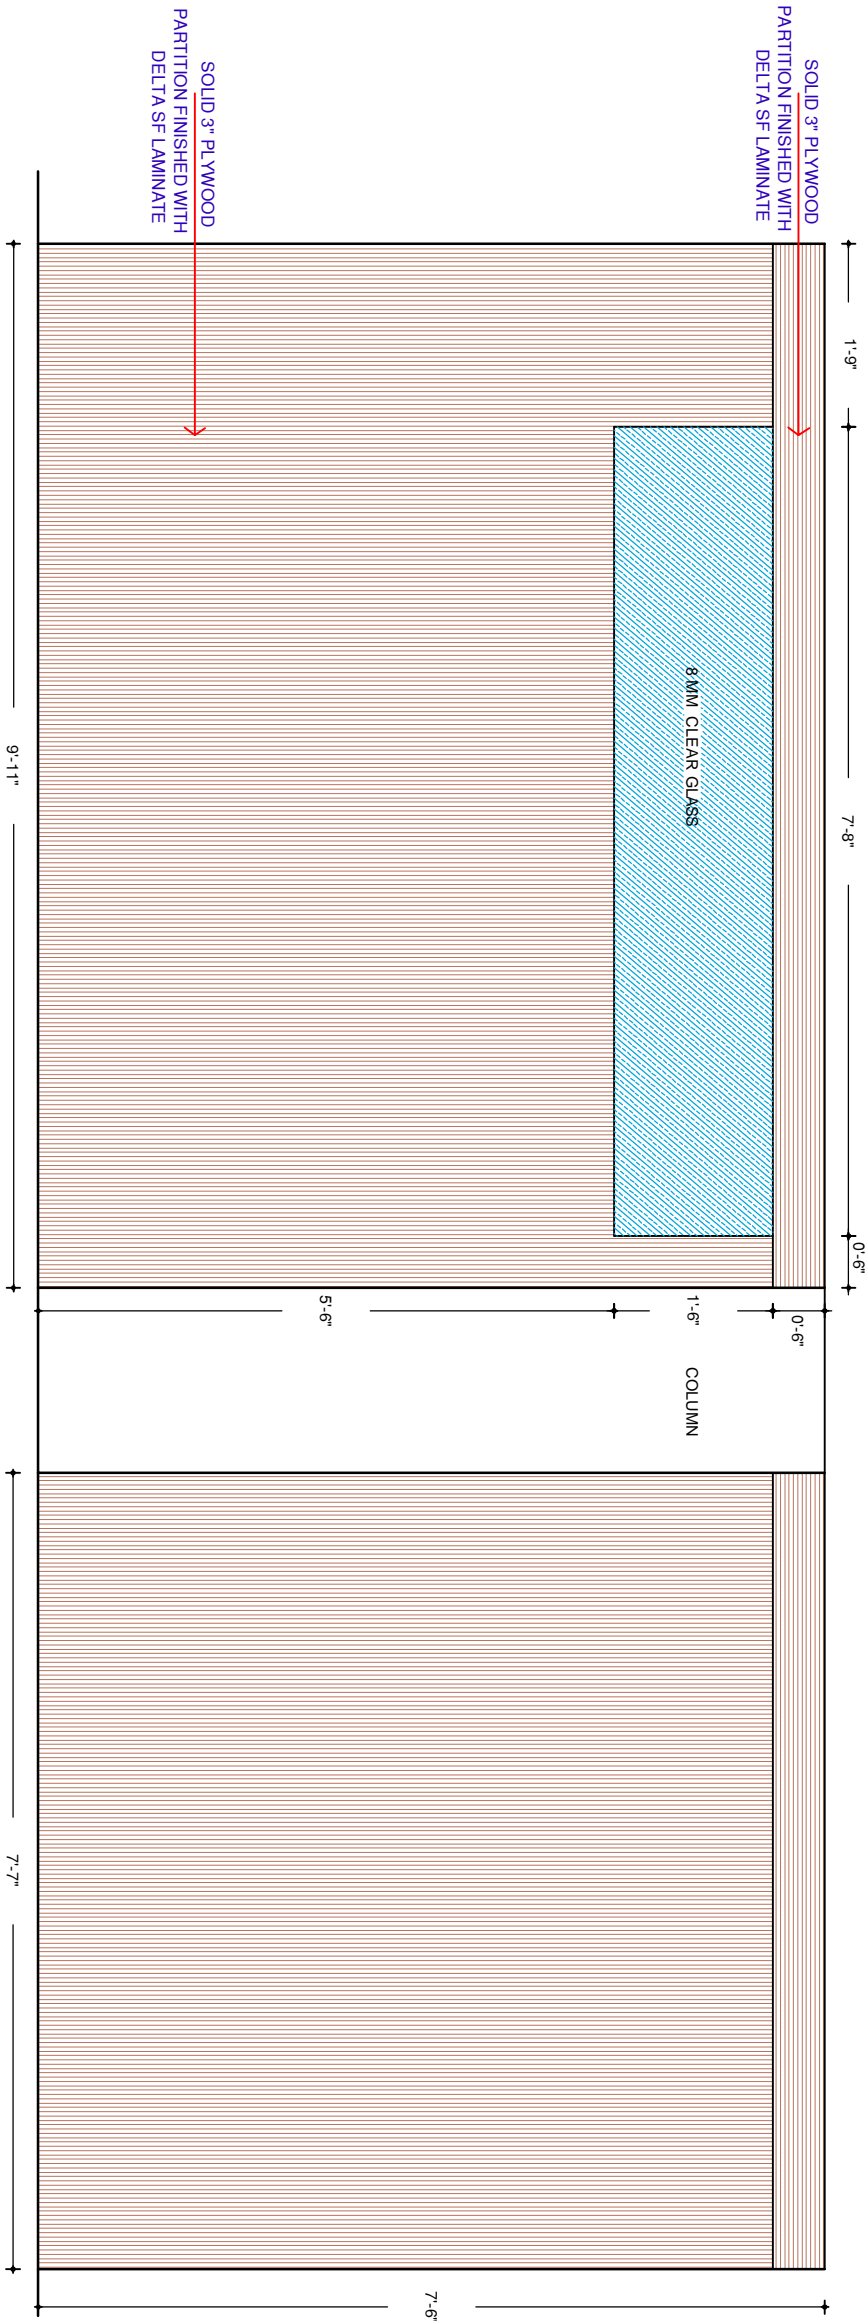 SOLID 3" PLYWOOD
PARTITION FINISHED WITH
DELTA SF LAMINATE
SOLID 3" PLYWOOD
PARTITION FINISHED WITH
DELTA SF LAMINATE
1'-9"
7'-8"
0'-6"
8 MM CLEAR GLASS
0'-6"
1'-6"
5'-6"
COLUMN
7'-6"
9'-11"
7'-7"